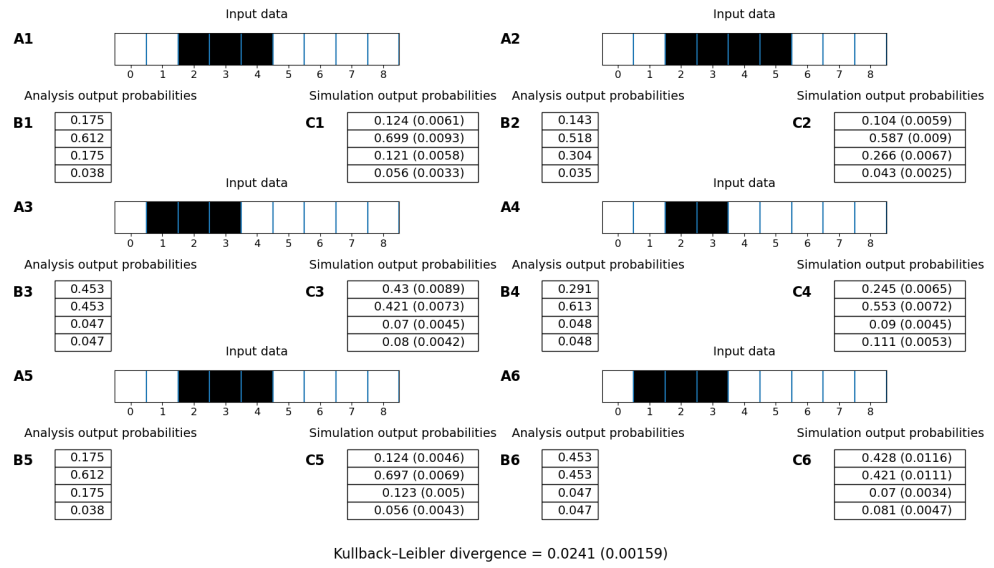 Input data
A1
0 1 2 3 4 5 6 7 8
Analysis output probabilities
Simulation output probabilities
B1
0.175
0.612
0.175
0.038
C1
0.124 (0.0061)
0.699 (0.0093)
0.121 (0.0058)
0.056 (0.0033)
Input data
A2
0 1 2 3 4 5 6 7 8
Analysis output probabilities
Simulation output probabilities
B2
0.143
0.518
0.304
0.035
C2
0.104 (0.0059)
0.587 (0.009)
0.266 (0.0067)
0.043 (0.0025)
Input data
A3
0 1 2 3 4 5 6 7 8
Analysis output probabilities
Simulation output probabilities
B3
0.453
0.453
0.047
0.047
C3
0.43 (0.0089)
0.421 (0.0073)
0.07 (0.0045)
0.08 (0.0042)
Input data
A4
0 1 2 3 4 5 6 7 8
Analysis output probabilities
Simulation output probabilities
B4
0.291
0.613
0.048
0.048
C4
0.245 (0.0065)
0.553 (0.0072)
0.09 (0.0045)
0.111 (0.0053)
Input data
A5
0 1 2 3 4 5 6 7 8
Analysis output probabilities
Simulation output probabilities
B5
0.175
0.612
0.175
0.038
C5
0.124 (0.0046)
0.697 (0.0069)
0.123 (0.005)
0.056 (0.0043)
Input data
A6
0 1 2 3 4 5 6 7 8
Analysis output probabilities
Simulation output probabilities
B6
0.453
0.453
0.047
0.047
C6
0.428 (0.0116)
0.421 (0.0111)
0.07 (0.0034)
0.081 (0.0047)
Kullback–Leibler divergence = 0.0241 (0.00159)